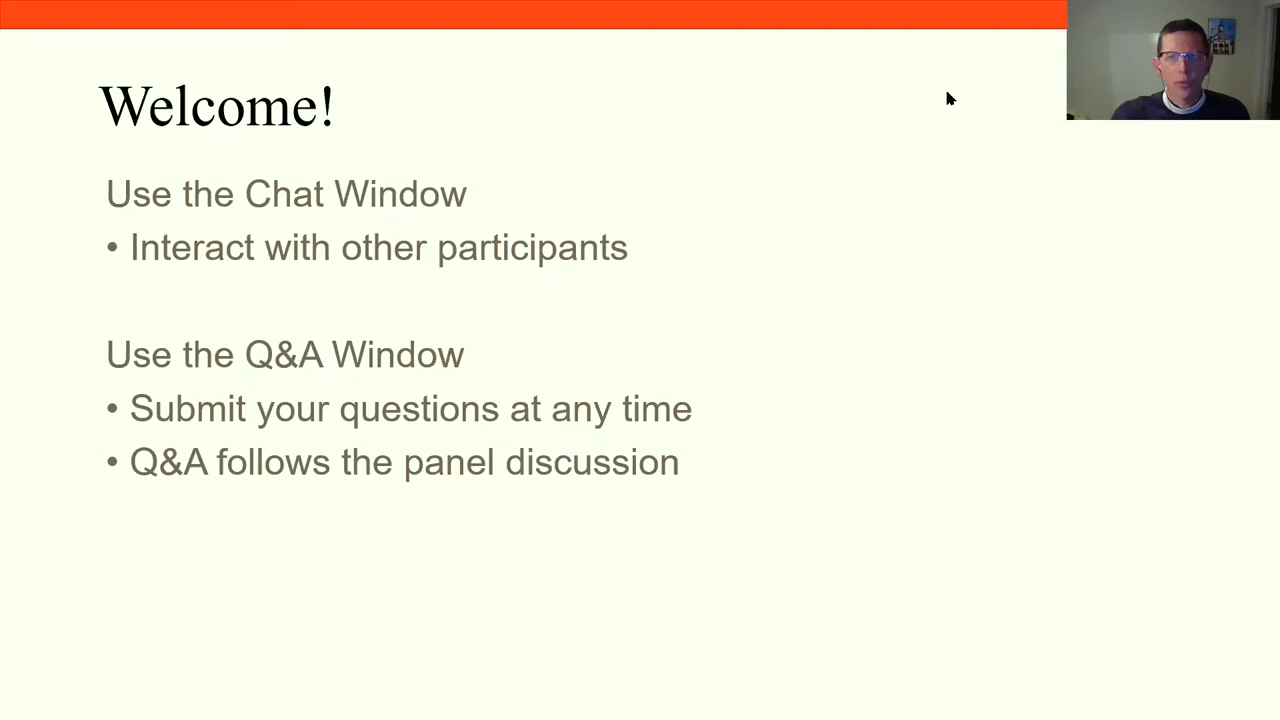 Welcome!
Use the Chat Window
• Interact with other participants
Use the Q&A Window
• Submit your questions at any time
• Q&A follows the panel discussion